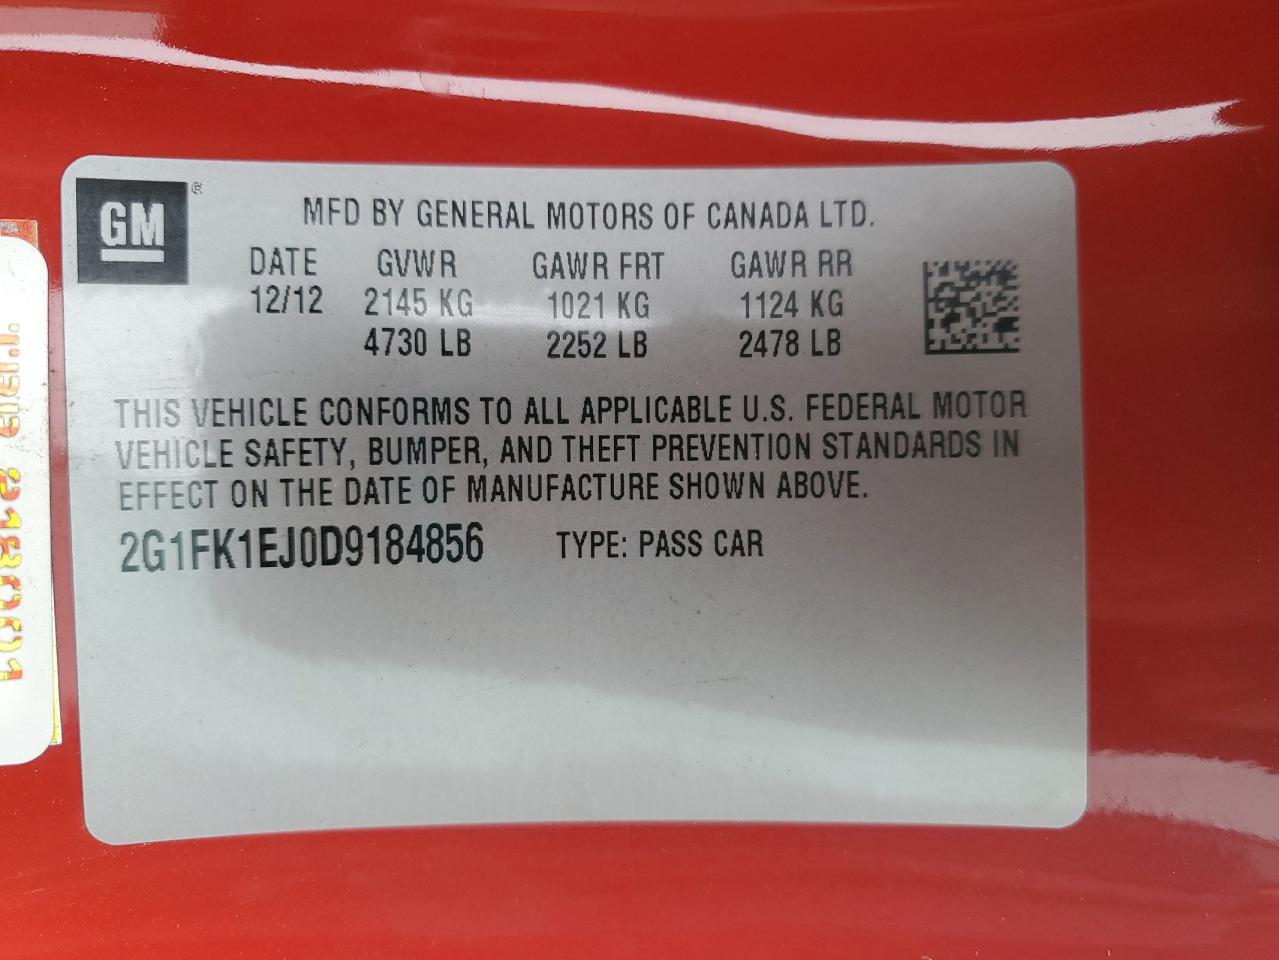 GM ®
MFD BY GENERAL MOTORS OF CANADA LTD.
DATE GVWR GAWR FRT GAWR RR
12/12 2145 KG 1021 KG 1124 KG
4730 LB 2252 LB 2478 LB
THIS VEHICLE CONFORMS TO ALL APPLICABLE U.S. FEDERAL MOTOR
VEHICLE SAFETY, BUMPER, AND THEFT PREVENTION STANDARDS IN
EFFECT ON THE DATE OF MANUFACTURE SHOWN ABOVE.
2G1FK1EJ0D9184856 TYPE: PASS CAR